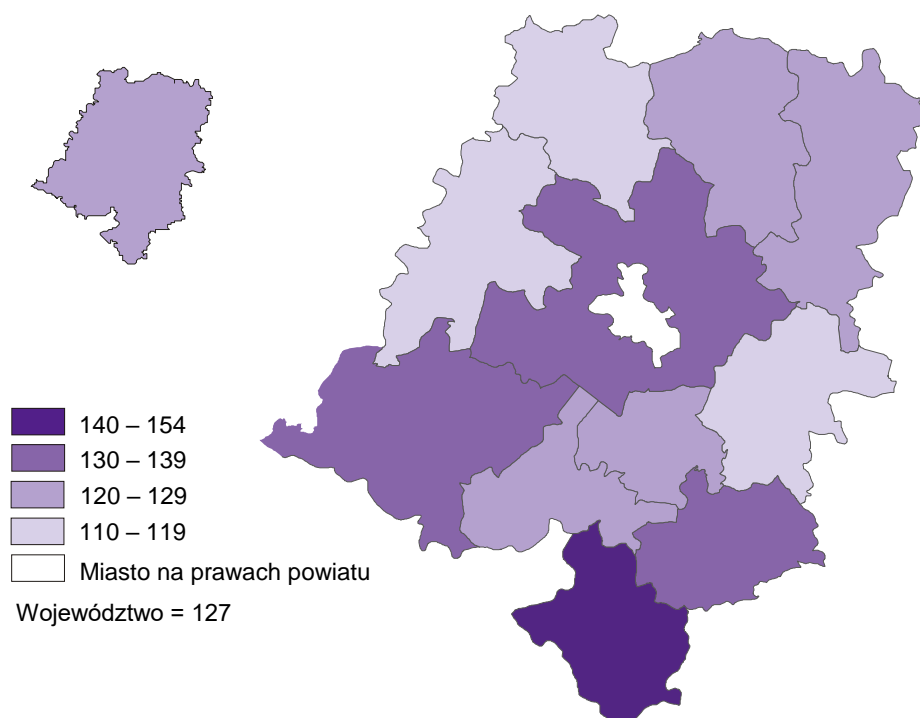 140 – 154
130 – 139
120 – 129
110 – 119
Miasto na prawach powiatu
Województwo = 127